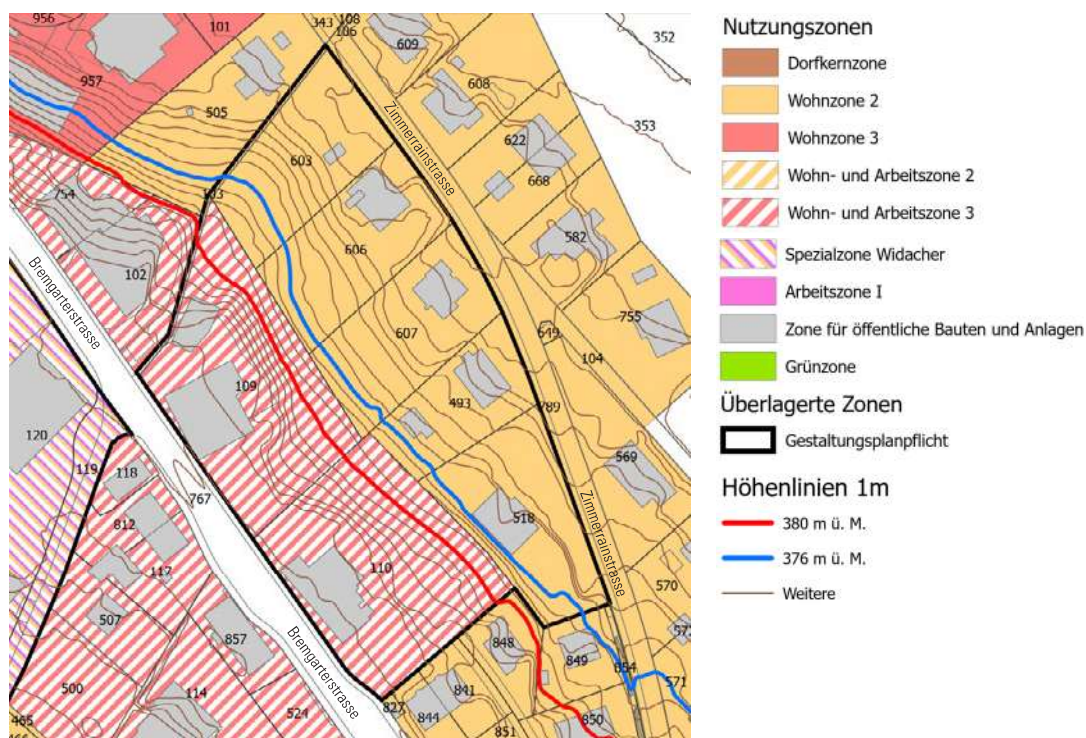 956
101
343
108
106
609
352
957
608
353
505
Zimmerrainstrasse
622
603
668
754
103
582
606
102
Bremgarterstrasse
755
607
649
104
109
493
789
120
119
118
569
767
518
812
Zimmerrainstrasse
110
117
570
507
857
848
849
854
571
500
114
Bremgarterstrasse
841
827
844
465
524
851
850
Nutzungszonen
Dorfkernzone
Wohnzone 2
Wohnzone 3
Wohn- und Arbeitszone 2
Wohn- und Arbeitszone 3
Spezialzone Widacher
Arbeitszone I
Zone für öffentliche Bauten und Anlagen
Grünzone
Überlagerte Zonen
Gestaltungsplanpflicht
Höhenlinien 1m
380 m ü. M.
376 m ü. M.
Weitere